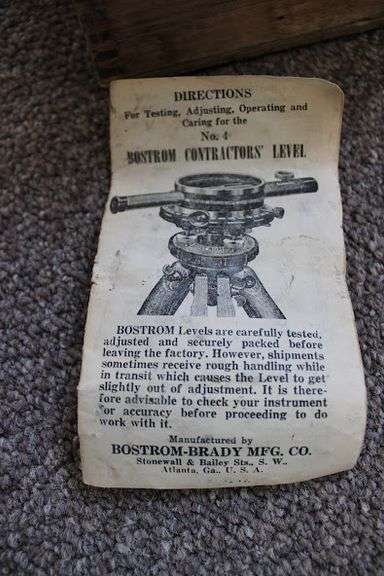 DIRECTIONS
For Testing, Adjusting, Operating and
Caring for the
No. 4
BOSTROM CONTRACTORS' LEVEL
BOSTROM Levels are carefully tested,
adjusted and securely packed before
leaving the factory. However, shipments
sometimes receive rough handling while
in transit which causes the Level to get
slightly out of adjustment. It is there-
fore advisable to check your instrument
for accuracy before proceeding to do
work with it.
Manufactured by
BOSTROM-BRADY MFG. CO.
Stonewall & Bailey Sts., S. W.,
Atlanta, Ga., U. S. A.